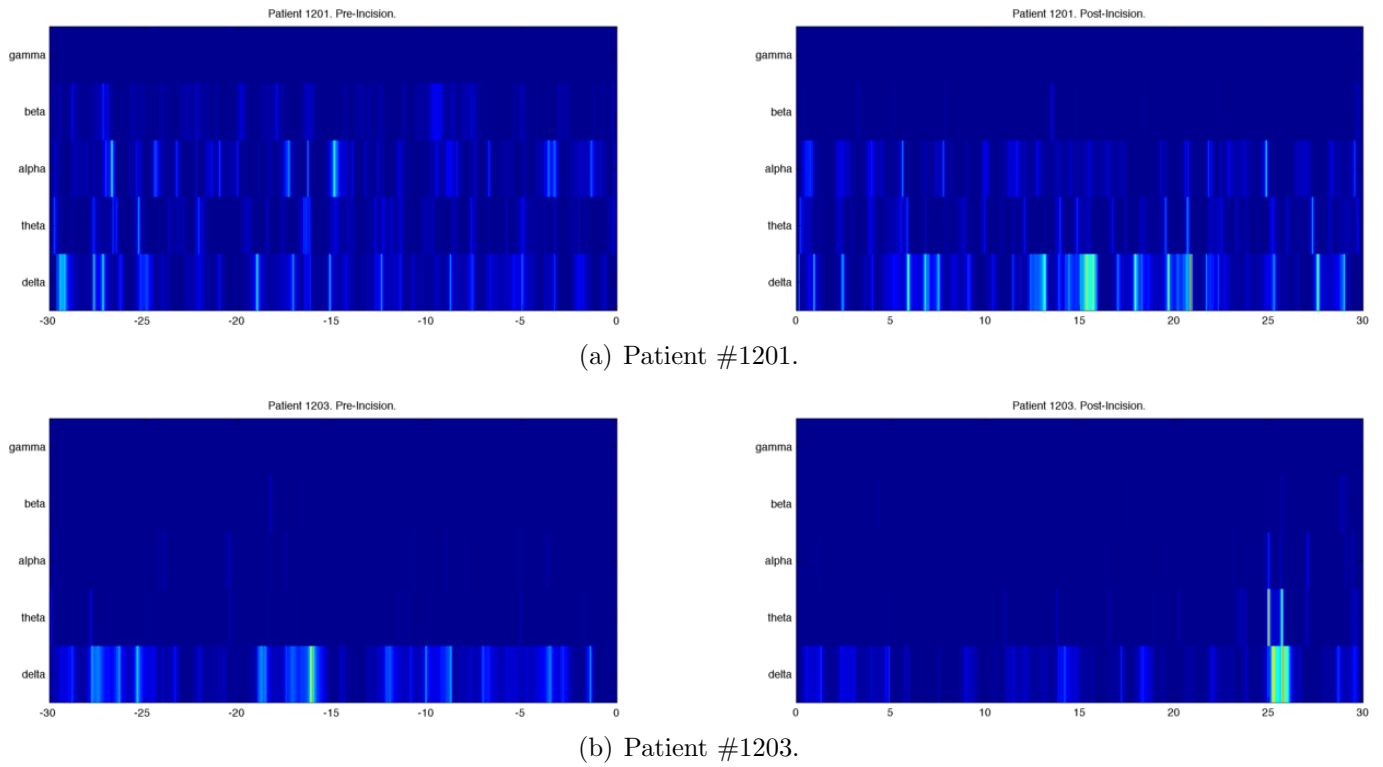 Patient 1201. Pre-Incision.
gamma
beta
alpha
theta
delta
-30 -25 -20 -15 -10 -5 0
Patient 1201. Post-Incision.
gamma
beta
alpha
theta
delta
0 5 10 15 20 25 30
(a) Patient #1201.
Patient 1203. Pre-Incision.
gamma
beta
alpha
theta
delta
-30 -25 -20 -15 -10 -5 0
Patient 1203. Post-Incision.
gamma
beta
alpha
theta
delta
0 5 10 15 20 25 30
(b) Patient #1203.